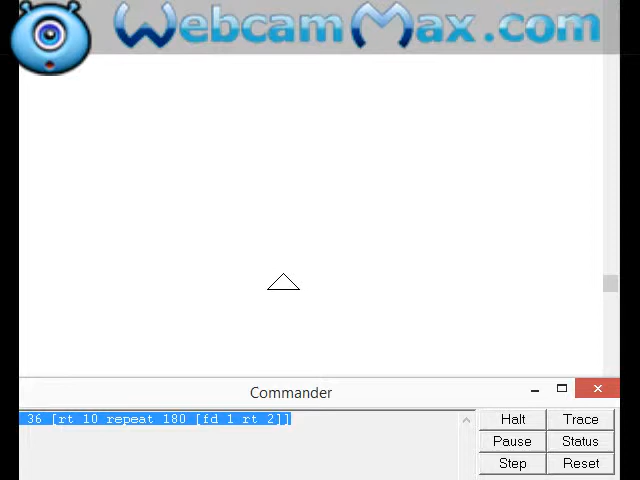 WebcamMax.com
Commander
36 [rt 10 repeat 180 [fd 1 rt 2]]
Halt
Trace
Pause
Status
Step
Reset